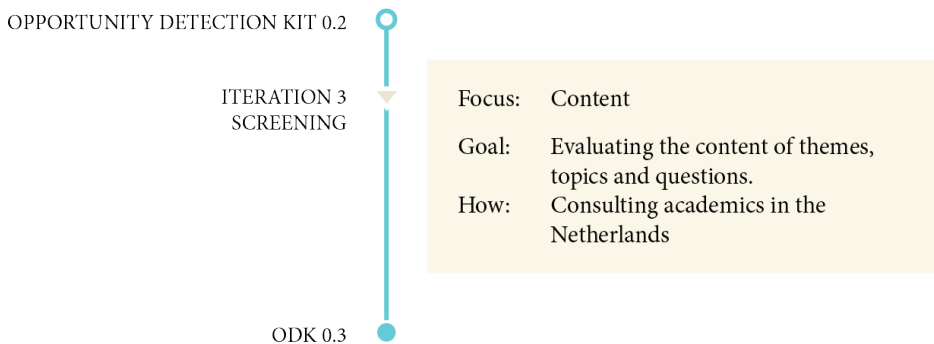 OPPORTUNITY DETECTION KIT 0.2
ITERATION 3
SCREENING
Focus: Content
Goal: Evaluating the content of themes,
topics and questions.
How: Consulting academics in the
Netherlands
ODK 0.3